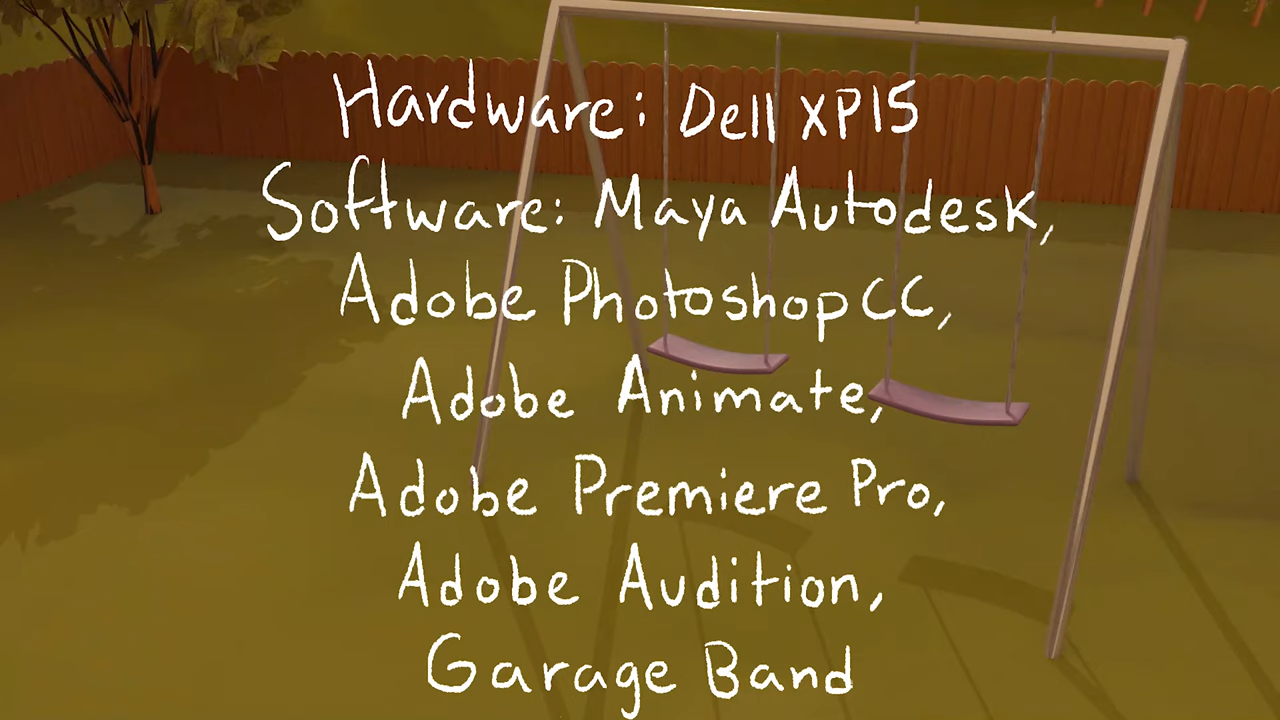 Hardware: Dell XP15
Software: Maya Autodesk,
Adobe Photoshop CC,
Adobe Animate,
Adobe Premiere Pro,
Adobe Audition,
Garage Band